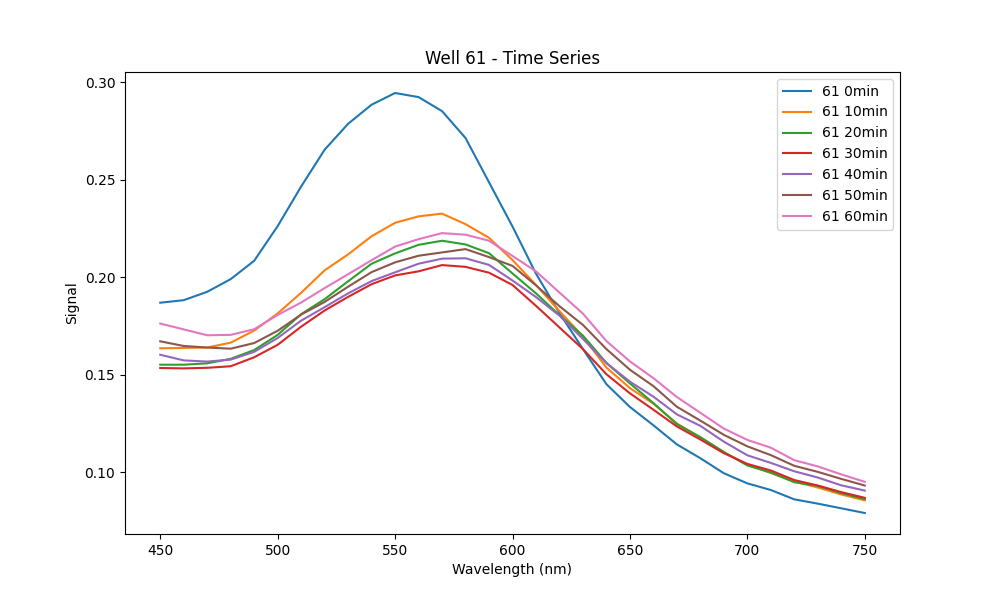 Well 61 - Time Series
0.30
0.25
0.20
0.15
0.10
Signal
450 500 550 600 650 700 750
Wavelength (nm)
61 0min
61 10min
61 20min
61 30min
61 40min
61 50min
61 60min